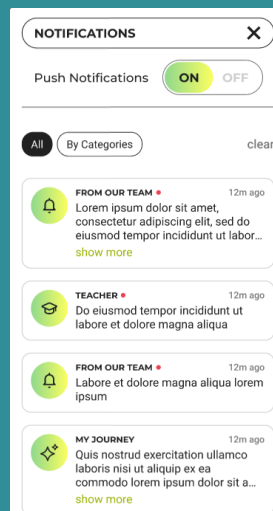 NOTIFICATIONS
Push Notifications ON OFF
All By Categories clear
FROM OUR TEAM 12m ago
Lorem ipsum dolor sit amet,
consectetur adipiscing elit, sed do
eiusmod tempor incididunt ut labor...
show more
TEACHER 12m ago
Do eiusmod tempor incididunt ut
labore et dolore magna aliqua
FROM OUR TEAM 12m ago
Labore et dolore magna aliqua lorem
ipsum
MY JOURNEY 12m ago
Quis nostrud exercitation ullamco
laboris nisi ut aliquip ex ea
commodo lorem ipsum dolor sit a...
show more